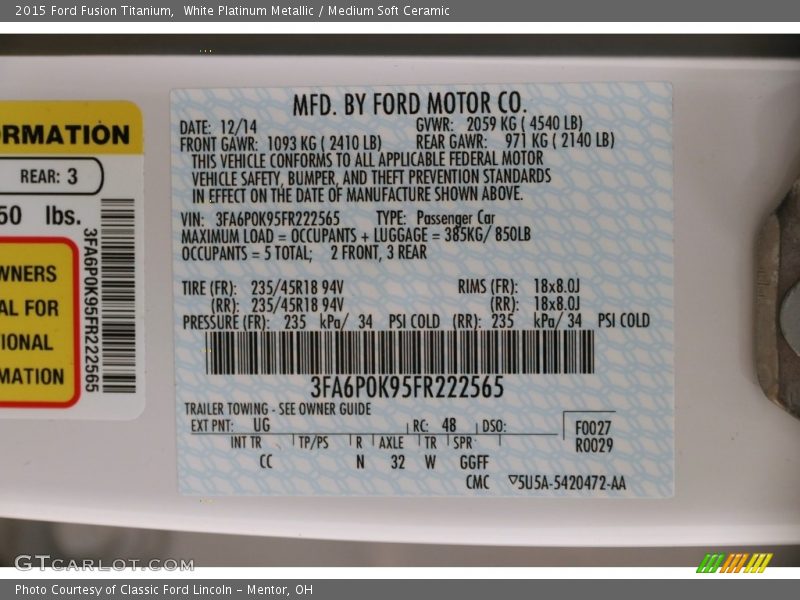 2015 Ford Fusion Titanium,  White Platinum Metallic / Medium Soft Ceramic
ORMATION
REAR: 3
50 lbs.
WNERS
AL FOR
IONAL
MATION
3FA6P0K95FR222565
MFD. BY FORD MOTOR CO.
DATE: 12/14 GVWR: 2059 KG ( 4540 LB)
FRONT GAWR: 1093 KG ( 2410 LB) REAR GAWR: 971 KG ( 2140 LB)
THIS VEHICLE CONFORMS TO ALL APPLICABLE FEDERAL MOTOR
VEHICLE SAFETY, BUMPER, AND THEFT PREVENTION STANDARDS
IN EFFECT ON THE DATE OF MANUFACTURE SHOWN ABOVE.
VIN: 3FA6P0K95FR222565 TYPE: Passenger Car
MAXIMUM LOAD = OCCUPANTS + LUGGAGE = 385KG/ 850LB
OCCUPANTS = 5 TOTAL; 2 FRONT, 3 REAR
TIRE (FR): 235/45R18 94V RIMS (FR): 18x8.0J
(RR): 235/45R18 94V (RR): 18x8.0J
PRESSURE (FR): 235 kPa/ 34 PSI COLD (RR): 235 kPa/ 34 PSI COLD
3FA6P0K95FR222565
TRAILER TOWING - SEE OWNER GUIDE
EXT PNT: UG RC: 48 DSO: F0027
R0029
INT TR TP/PS R AXLE TR SPR
CC N 32 W GGFF
CMC 5U5A-5420472-AA
GTCARLOT.COM
Photo Courtesy of Classic Ford Lincoln - Mentor, OH